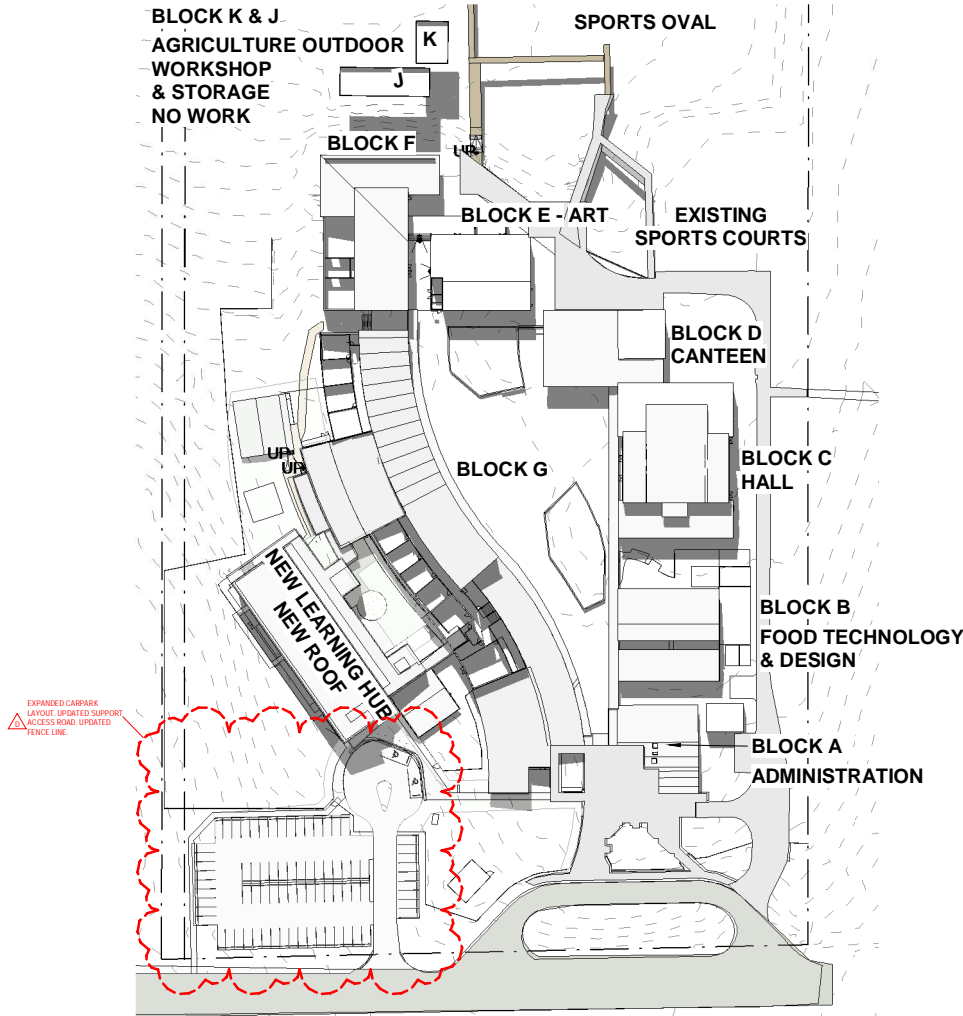 BLOCK K & J
AGRICULTURE OUTDOOR
WORKSHOP
& STORAGE
NO WORK
K
J
SPORTS OVAL
BLOCK F
UP
BLOCK E - ART
EXISTING
SPORTS COURTS
BLOCK D
CANTEEN
BLOCK G
UP
UP
BLOCK C
HALL
NEW LEARNING HUB
NEW ROOF
BLOCK B
FOOD TECHNOLOGY
& DESIGN
EXPANDED CARPARK
LAYOUT. UPDATED SUPPORT
ACCESS ROAD. UPDATED
FENCE LINE.
D
BLOCK A
ADMINISTRATION